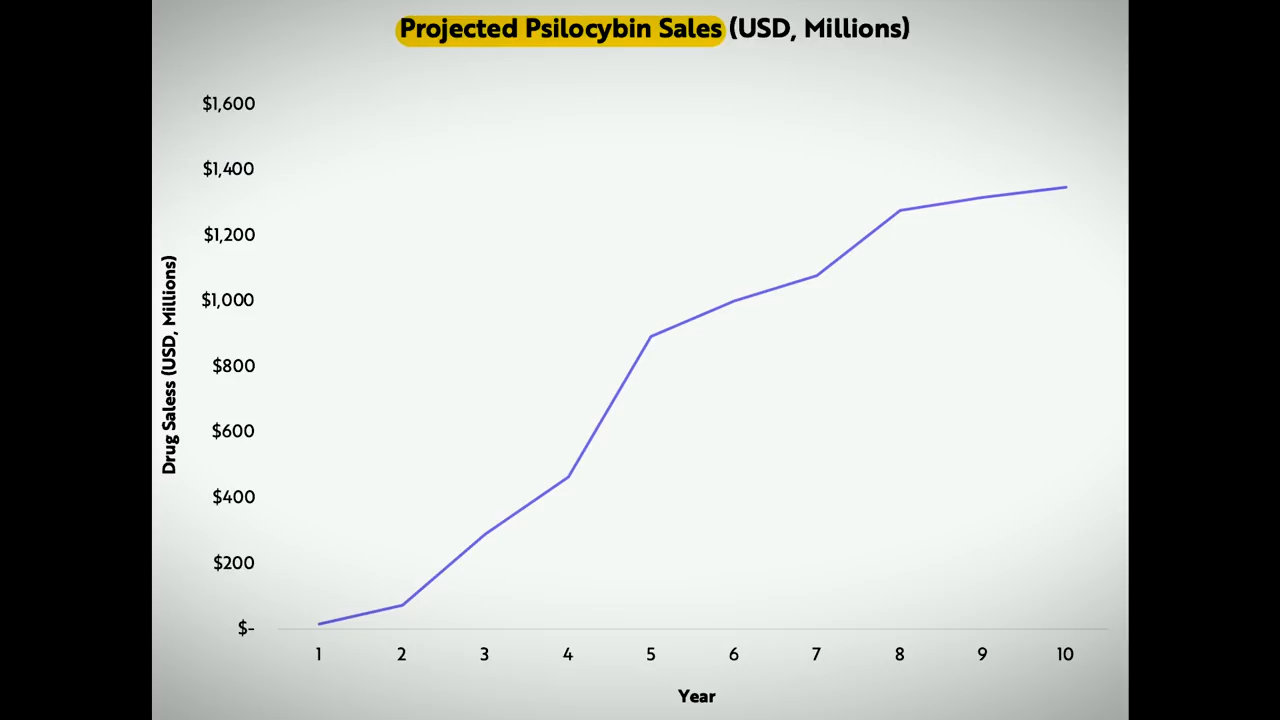 Projected Psilocybin Sales (USD, Millions)
$1,600
$1,400
$1,200
$1,000
$800
$600
$400
$200
$-
Drug Saless (USD, Millions)
1 2 3 4 5 6 7 8 9 10
Year